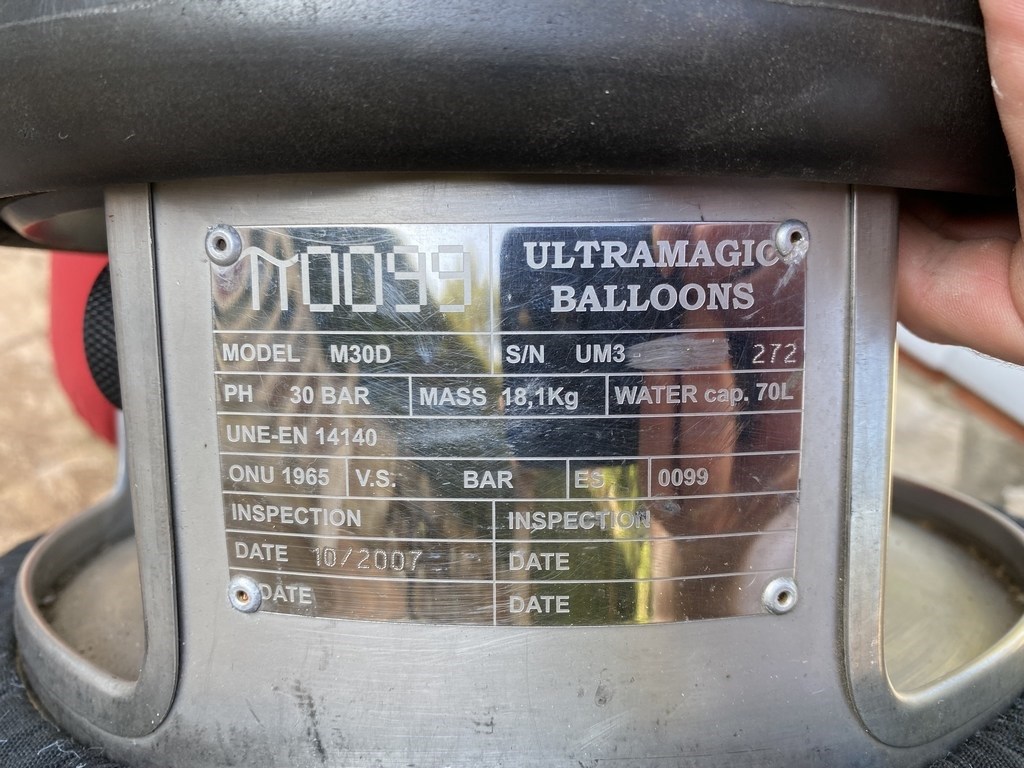 π0099
ULTRAMAGIC
BALLOONS
MODEL M30D S/N UM3 272
PH 30 BAR MASS 18,1Kg WATER cap. 70L
UNE-EN 14140
ONU 1965 V.S. BAR ES 0099
INSPECTION INSPECTION
DATE 10/2007 DATE
DATE DATE